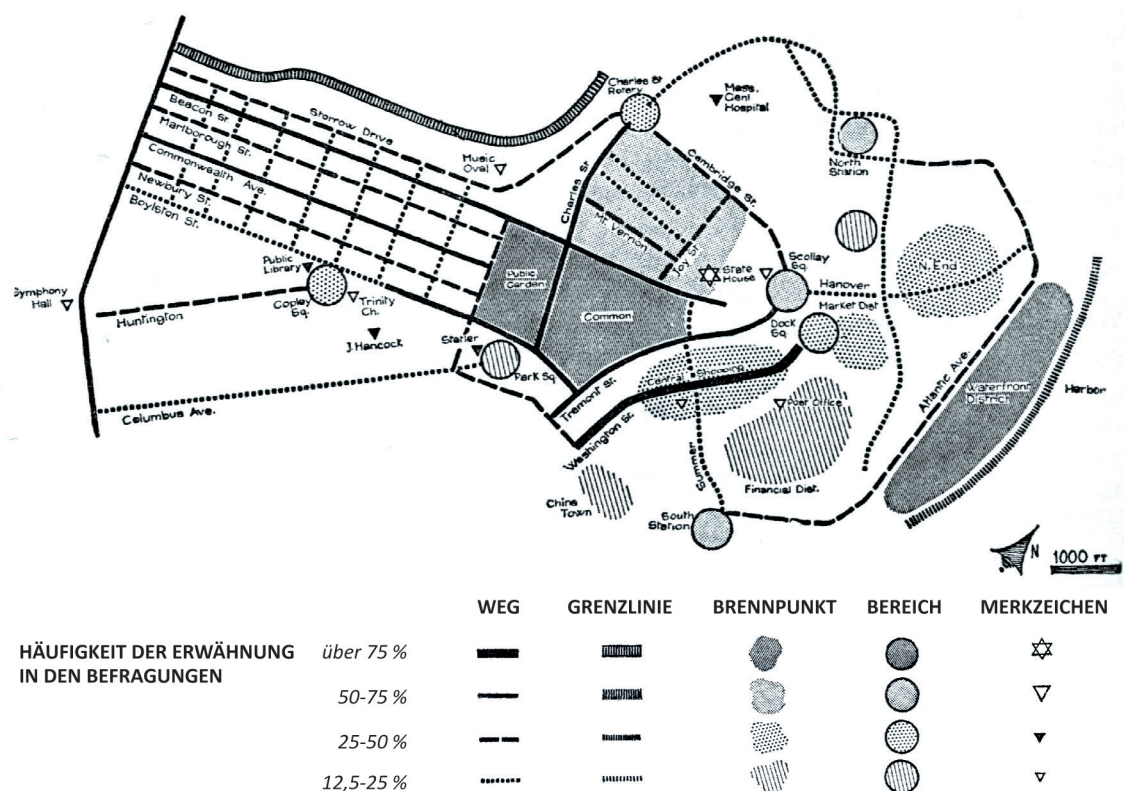 Charles St.
Rotary
Mass.
Genl
Hospital
Storrow Drive
Beacon St.
Marlborough St.
Commonwealth Ave.
Newbury St.
Boylston St.
Music
Oval
Charles St.
Cambridge St.
North
Station
Mt. Vernon
Joy St.
State
House
Scollay
Sq.
Hanover
N. End
Public
Library
Copley
Sq.
Trinity
Ch.
Public
Garden
Common
Dock
Sq.
Market Dist.
Symphony
Hall
Huntington
J. Hancock
Statler
Park Sq.
Tremont St.
Central Shopping
Post Office
Atlantic Ave.
Waterfront
District
Harbor
Columbus Ave.
Washington St.
Summer
Financial Dist.
China
Town
South
Station
N
1000 FT
WEG GRENZLINIE BRENNPUNKT BEREICH MERKZEICHEN
HÄUFIGKEIT DER ERWÄHNUNG
IN DEN BEFRAGUNGEN
über 75 %
50-75 %
25-50 %
12,5-25 %